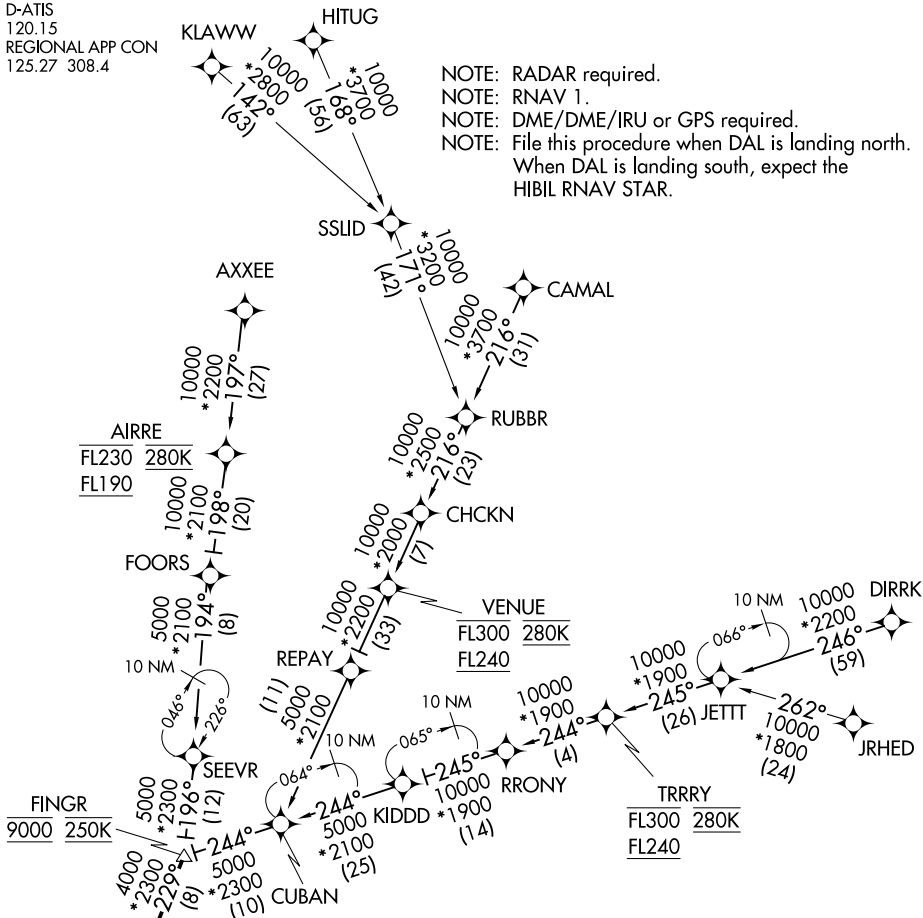 D-ATIS
120.15
REGIONAL APP CON
125.27 308.4
KLAWW
HITUG
10000
*2800
142°
(63)
10000
*3700
168°
(56)
NOTE: RADAR required.
NOTE: RNAV 1.
NOTE: DME/DME/IRU or GPS required.
NOTE: File this procedure when DAL is landing north.
When DAL is landing south, expect the
HIBIL RNAV STAR.
SSLID
10000
*3200
171°
(42)
AXXEE
CAMAL
10000
*3700
216°
(31)
10000
*2200
197°
(27)
RUBBR
AIRRE
FL230 280K
FL190
10000
*2500
216°
(23)
10000
*2100
198°
(20)
CHCKN
10000
*2000
(7)
FOORS
VENUE
FL300 280K
FL240
5000
*2100
194°
(8)
10000
*2200
(33)
REPAY
10 NM
046°
226°
SEEVR
(11)
5000
*2100
DIRRK
10000
*2200
246°
(59)
10 NM
066°
JETTT
10000
*1900
245°
(26)
262°
10000
*1800
(24)
JRHED
10000
*1900
244°
(4)
RRONY
TRRRY
FL300 280K
FL240
10 NM
065°
245°
10000
*1900
(14)
KIDDD
10 NM
064°
244°
5000
*2100
(25)
CUBAN
5000
*2300
196°
(12)
FINGR
9000 250K
244°
5000
*2300
(10)
4000
*2300
229°
(8)